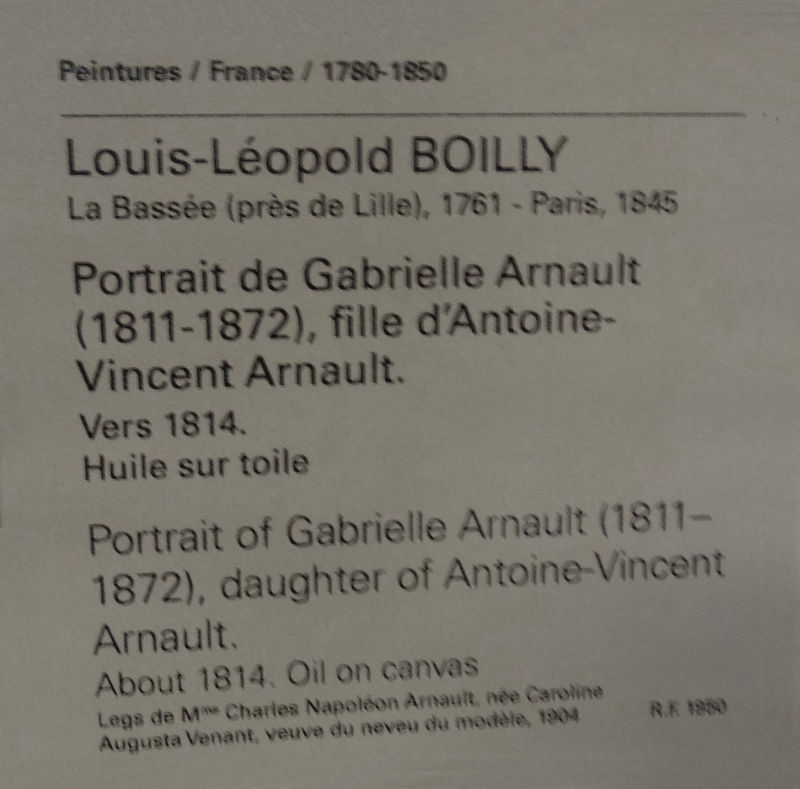 Peintures / France / 1780-1850
Louis-Léopold BOILLY
La Bassée (près de Lille), 1761 - Paris, 1845
Portrait de Gabrielle Arnault
(1811-1872), fille d'Antoine-
Vincent Arnault.
Vers 1814.
Huile sur toile
Portrait of Gabrielle Arnault (1811–
1872), daughter of Antoine-Vincent
Arnault.
About 1814. Oil on canvas
Legs de Mme Charles Napoléon Arnault, née Caroline
Augusta Venant, veuve du neveu du modèle, 1904
R.F. 1950